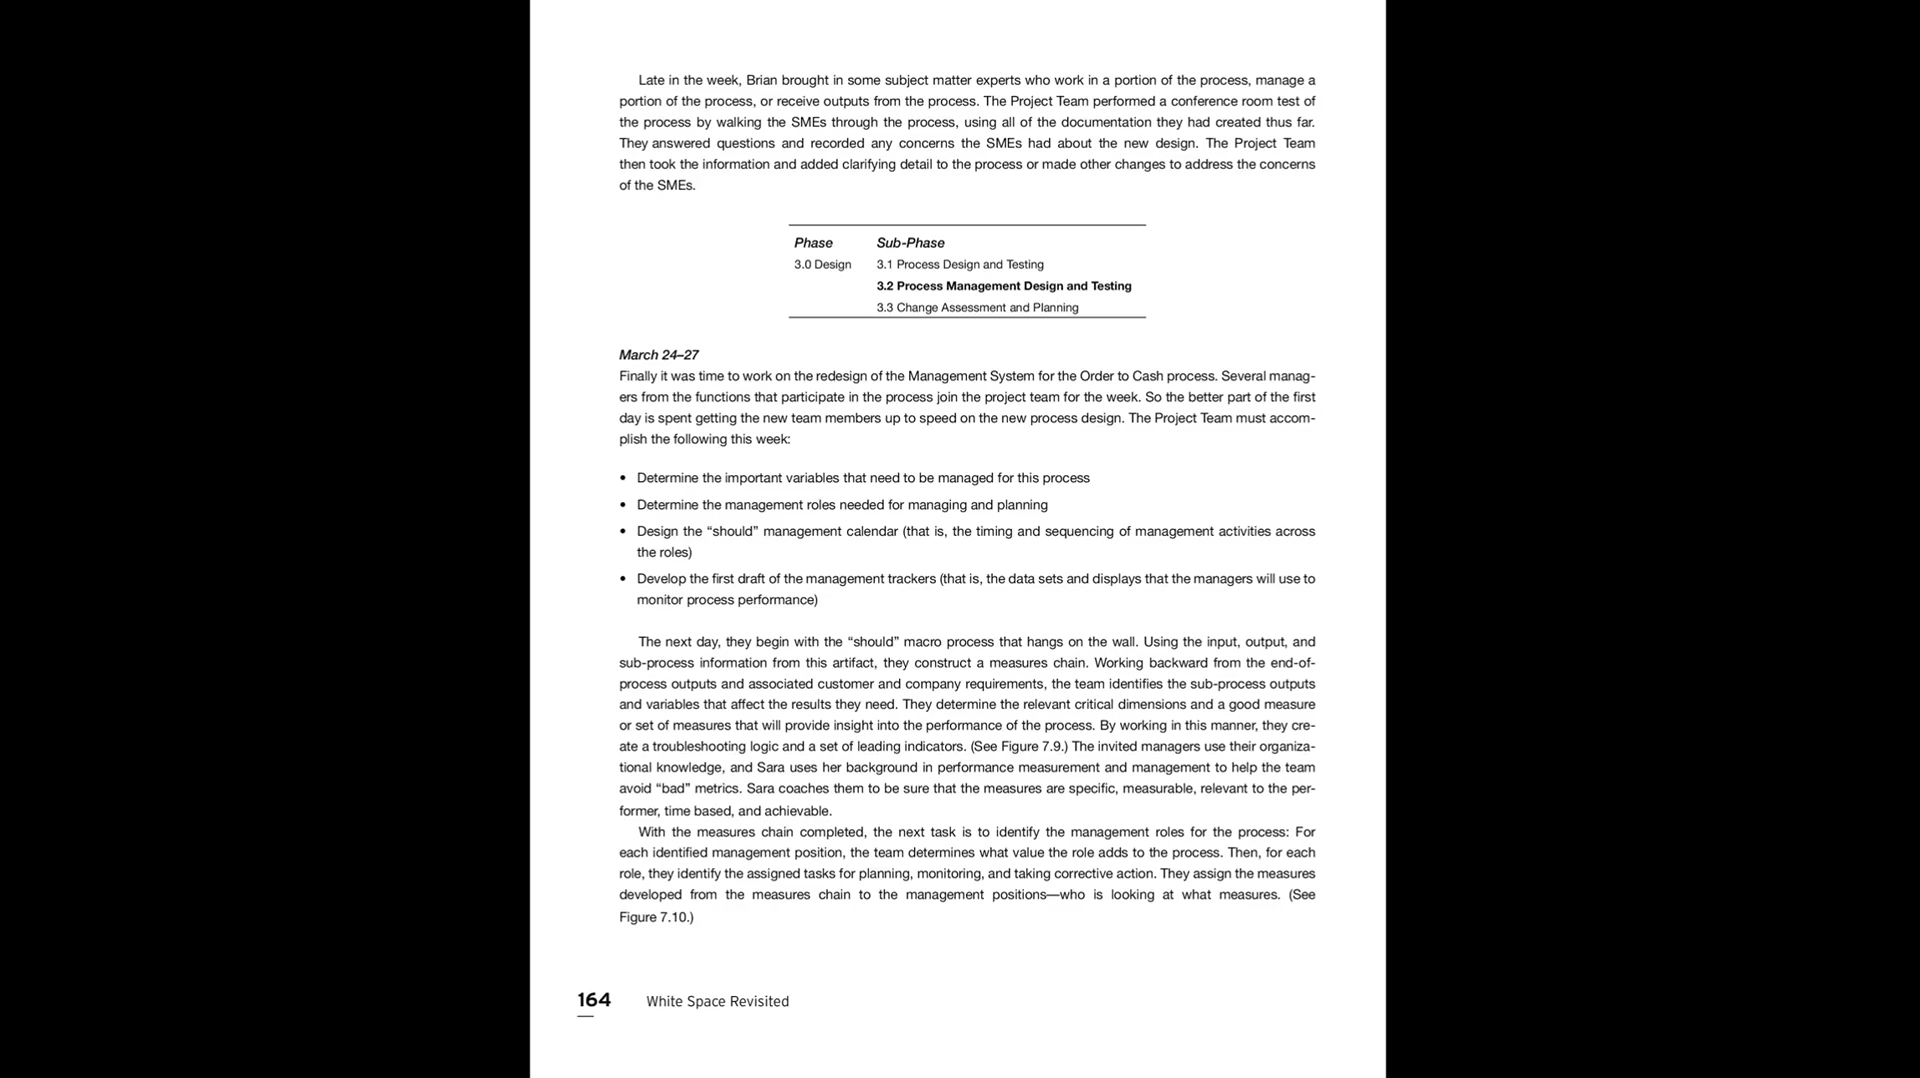 Late in the week, Brian brought in some subject matter experts who work in a portion of the process, manage a
portion of the process, or receive outputs from the process. The Project Team performed a conference room test of
the process by walking the SMEs through the process, using all of the documentation they had created thus far.
They answered questions and recorded any concerns the SMEs had about the new design. The Project Team
then took the information and added clarifying detail to the process or made other changes to address the concerns
of the SMEs.
Phase Sub-Phase
3.0 Design 3.1 Process Design and Testing
3.2 Process Management Design and Testing
3.3 Change Assessment and Planning
March 24–27
Finally it was time to work on the redesign of the Management System for the Order to Cash process. Several manag-
ers from the functions that participate in the process join the project team for the week. So the better part of the first
day is spent getting the new team members up to speed on the new process design. The Project Team must accom-
plish the following this week:
• Determine the important variables that need to be managed for this process
• Determine the management roles needed for managing and planning
• Design the “should” management calendar (that is, the timing and sequencing of management activities across
the roles)
• Develop the first draft of the management trackers (that is, the data sets and displays that the managers will use to
monitor process performance)
The next day, they begin with the “should” macro process that hangs on the wall. Using the input, output, and
sub-process information from this artifact, they construct a measures chain. Working backward from the end-of-
process outputs and associated customer and company requirements, the team identifies the sub-process outputs
and variables that affect the results they need. They determine the relevant critical dimensions and a good measure
or set of measures that will provide insight into the performance of the process. By working in this manner, they cre-
ate a troubleshooting logic and a set of leading indicators. (See Figure 7.9.) The invited managers use their organiza-
tional knowledge, and Sara uses her background in performance measurement and management to help the team
avoid “bad” metrics. Sara coaches them to be sure that the measures are specific, measurable, relevant to the per-
former, time based, and achievable.
With the measures chain completed, the next task is to identify the management roles for the process: For
each identified management position, the team determines what value the role adds to the process. Then, for each
role, they identify the assigned tasks for planning, monitoring, and taking corrective action. They assign the measures
developed from the measures chain to the management positions—who is looking at what measures. (See
Figure 7.10.)
164 White Space Revisited